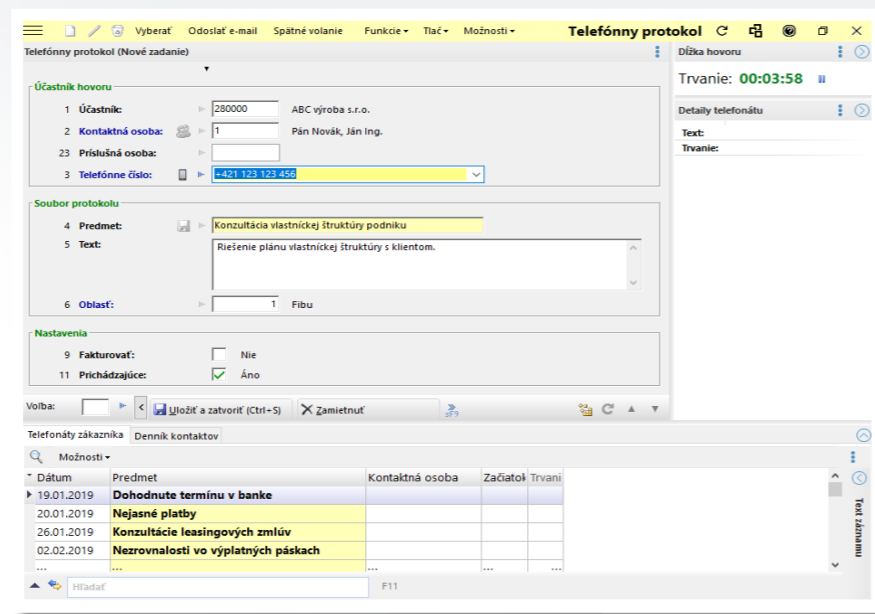 Vyberať Odoslať e-mail Spätné volanie Funkcie Tlač Možnosti Telefónny protokol
Telefónny protokol (Nové zadanie)
Účastník hovoru
1 Účastník: 280000 ABC výroba s.r.o.
2 Kontaktná osoba: 1 Pán Novák, Ján Ing.
23 Príslušná osoba:
3 Telefónne číslo: +421 123 123 456
Soubor protokolu
4 Predmet: Konzultácia vlastníckej štruktúry podniku
5 Text: Riešenie plánu vlastníckej štruktúry s klientom.
6 Oblasť: 1 Fibu
Nastavenia
9 Fakturovať: Nie
11 Prichádzajúce: Áno
Voľba: < Uložiť a zatvoriť (Ctrl+S) Zamietnuť sF9
Dĺžka hovoru
Trvanie: 00:03:58
Detaily telefonátu
Text:
Trvanie:
Telefonáty zákazníka Denník kontaktov
Možnosti
Dátum Predmet Kontaktná osoba Začiatok Trvani
19.01.2019 Dohodnute termínu v banke
20.01.2019 Nejasné platby
26.01.2019 Konzultácie leasingových zmlúv
02.02.2019 Nezrovnalosti vo výplatných páskach
... ... ... ... ...
Text záznamu
Hľadať F11